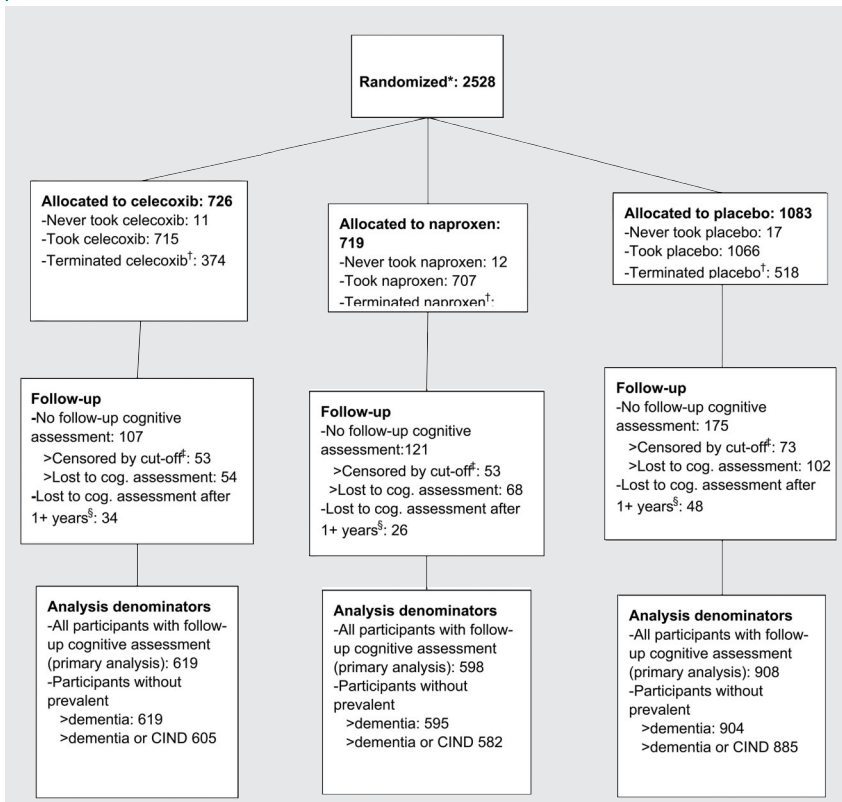 Randomized*: 2528
Allocated to celecoxib: 726
-Never took celecoxib: 11
-Took celecoxib: 715
-Terminated celecoxib†: 374
Allocated to naproxen:
719
-Never took naproxen: 12
-Took naproxen: 707
-Terminated naproxen†:
Allocated to placebo: 1083
-Never took placebo: 17
-Took placebo: 1066
-Terminated placebo†: 518
Follow-up
-No follow-up cognitive
assessment: 107
>Censored by cut-off‡: 53
>Lost to cog. assessment: 54
-Lost to cog. assessment after
1+ years§: 34
Follow-up
-No follow-up cognitive
assessment:121
>Censored by cut-off‡: 53
>Lost to cog. assessment: 68
-Lost to cog. assessment after
1+ years§: 26
Follow-up
-No follow-up cognitive
assessment: 175
>Censored by cut-off‡: 73
>Lost to cog. assessment: 102
-Lost to cog. assessment after
1+ years§: 48
Analysis denominators
-All participants with follow-
up cognitive assessment
(primary analysis): 619
-Participants without
prevalent
>dementia: 619
>dementia or CIND 605
Analysis denominators
-All participants with follow-
up cognitive assessment
(primary analysis): 598
-Participants without
prevalent
>dementia: 595
>dementia or CIND 582
Analysis denominators
-All participants with follow-
up cognitive assessment
(primary analysis): 908
-Participants without
prevalent
>dementia: 904
>dementia or CIND 885